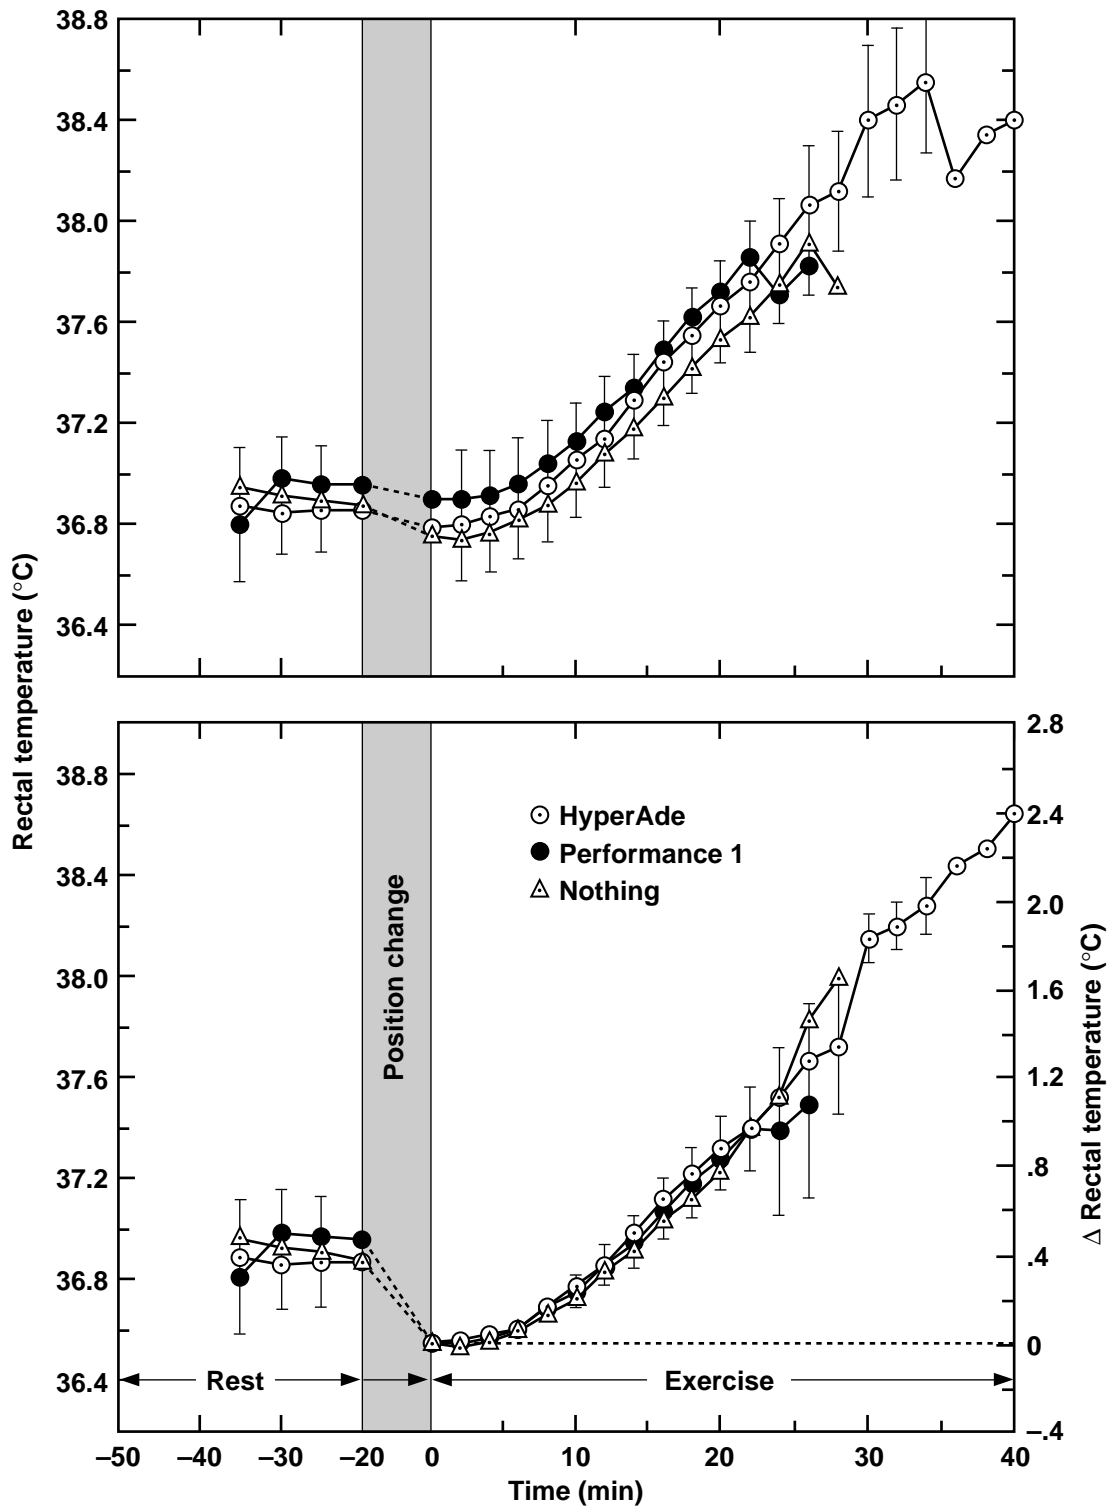 38.8
38.4
38.0
37.6
37.2
36.8
36.4
Rectal temperature (°C)
38.8
38.4
38.0
37.6
37.2
36.8
36.4
2.8
2.4
2.0
1.6
1.2
.8
.4
0
–.4
Δ Rectal temperature (°C)
HyperAde
Performance 1
Nothing
Position change
Rest
Exercise
–50 –40 –30 –20 0 10 20 30 40
Time (min)